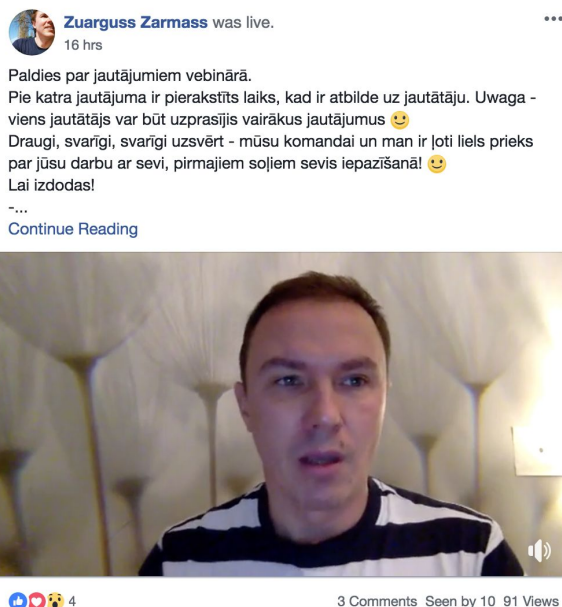 Zuarguss Zarmass was live.
16 hrs
Paldies par jautājumiem vebinārā.
Pie katra jautājuma ir pierakstīts laiks, kad ir atbilde uz jautātāju. Uwaga -
viens jautātājs var būt uzprasījis vairākus jautājumus 🙂
Draugi, svarīgi, svarīgi uzsvērt - mūsu komandai un man ir ļoti liels prieks
par jūsu darbu ar sevi, pirmajiem soļiem sevis iepazīšanā! 🙂
Lai izdodas!
-...
Continue Reading
4
3 Comments Seen by 10 91 Views